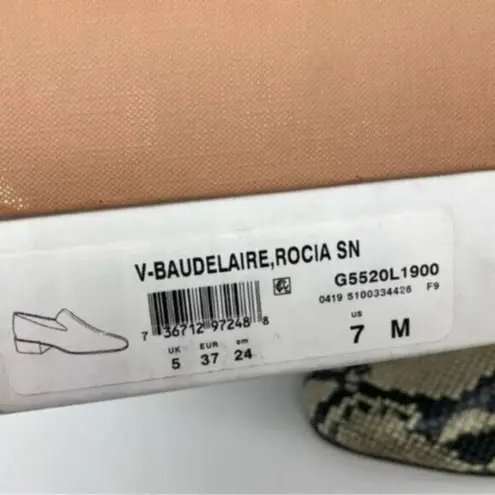 V-BAUDELAIRE,ROCIA SN
G5520L1900
0419 5100334426 F9
7 36712 97248 8
UK EUR cm US
5 37 24 7 M